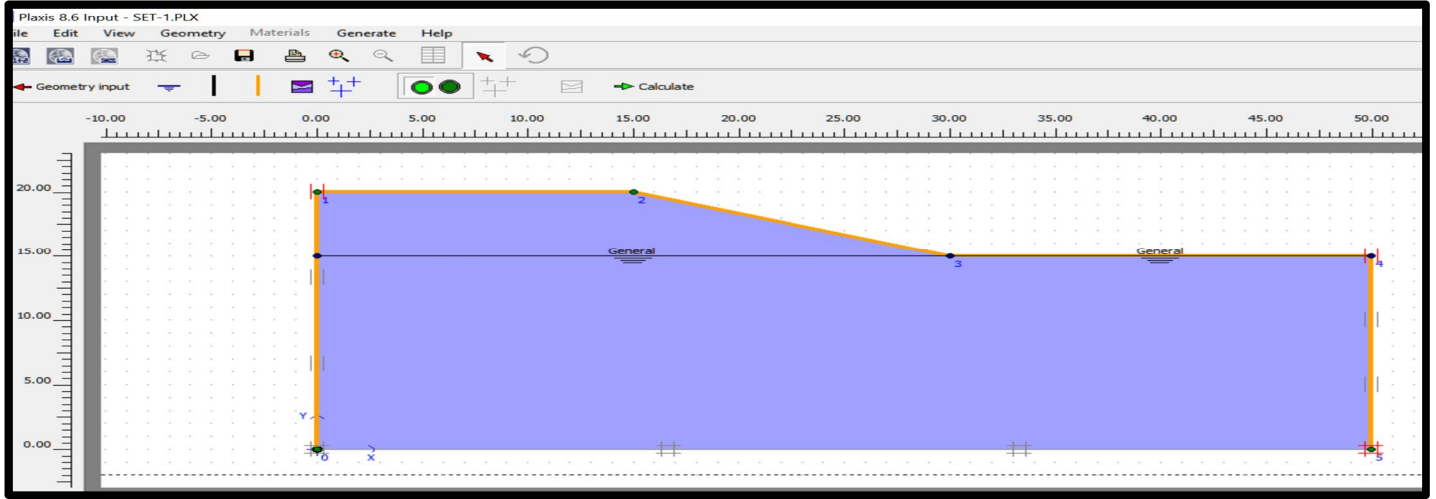 Plaxis 8.6 Input - SET-1.PLX
ile Edit View Geometry Materials Generate Help
Geometry input Calculate
-10.00 -5.00 0.00 5.00 10.00 15.00 20.00 25.00 30.00 35.00 40.00 45.00 50.00
20.00
1 2
15.00 General General
3 4
10.00
5.00
Y
0.00
0 X 5